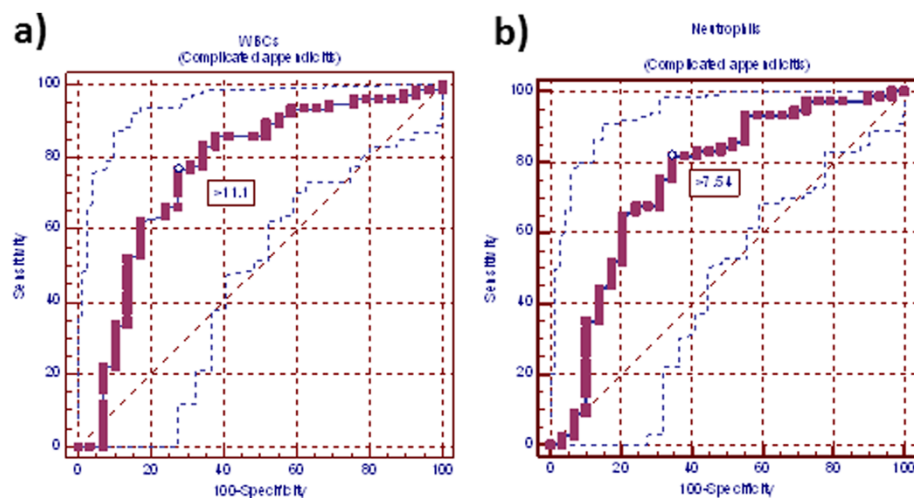 a)
WBCs
(Complicated appendicitis)
100
80
60
40
20
0
Sensitivity
>11.1
0 20 40 60 80 100
100-Specificity
b)
Neutrophils
(Complicated appendicitis)
100
80
60
40
20
0
Sensitivity
>7.54
0 20 40 60 80 100
100-Specificity